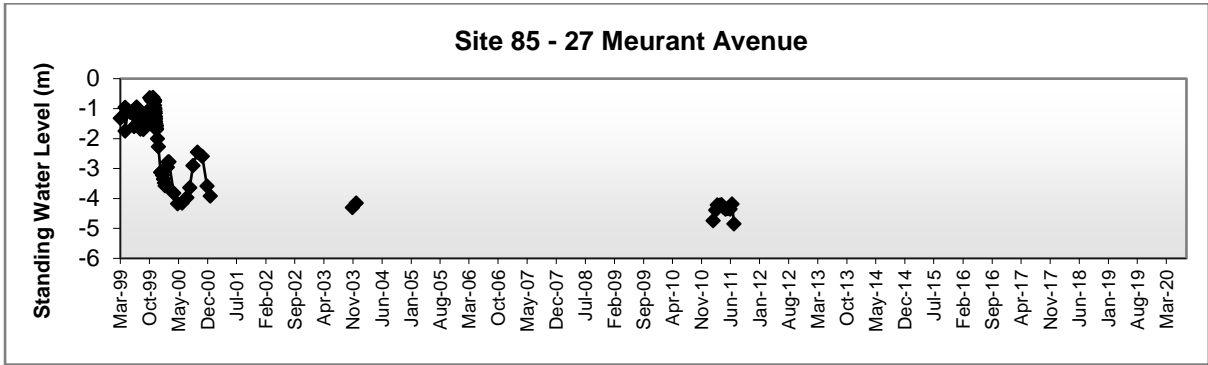 Site 85 - 27 Meurant Avenue
Standing Water Level (m)
0
-1
-2
-3
-4
-5
-6
Mar-99
Oct-99
May-00
Dec-00
Jul-01
Feb-02
Sep-02
Apr-03
Nov-03
Jun-04
Jan-05
Aug-05
Mar-06
Oct-06
May-07
Dec-07
Jul-08
Feb-09
Sep-09
Apr-10
Nov-10
Jun-11
Jan-12
Aug-12
Mar-13
Oct-13
May-14
Dec-14
Jul-15
Feb-16
Sep-16
Apr-17
Nov-17
Jun-18
Jan-19
Aug-19
Mar-20